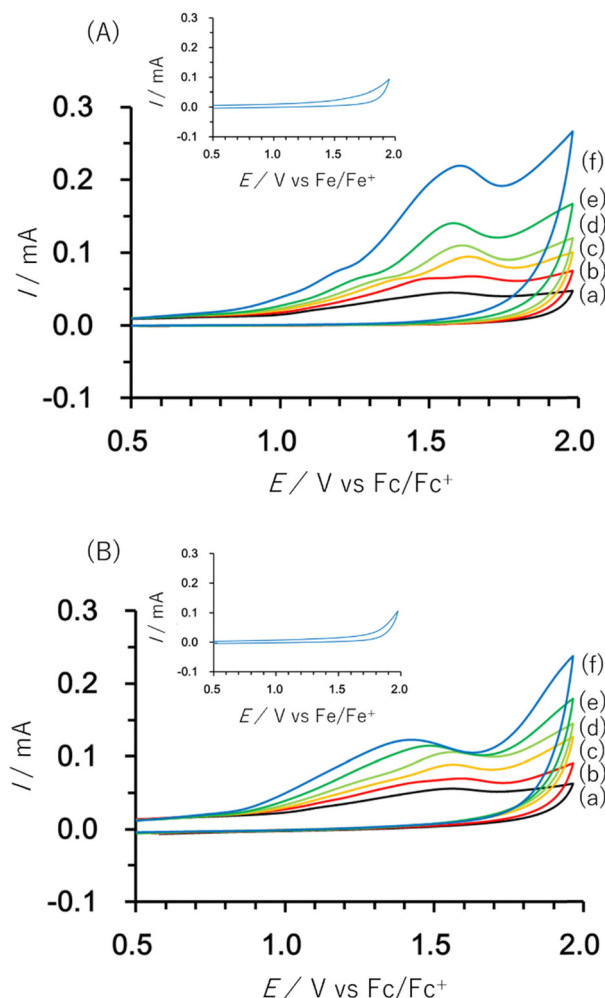 (A)
0.3
0.2
0.1
0.0
-0.1
I / mA
0.5 1.0 1.5 2.0
E / V vs Fe/Fe⁺
0.3
0.2
0.1
0.0
-0.1
I / mA
(f)
(e)
(d)
(c)
(b)
(a)
0.5 1.0 1.5 2.0
E / V vs Fc/Fc⁺
(B)
0.3
0.2
0.1
0.0
-0.1
I / mA
0.5 1.0 1.5 2.0
E / V vs Fe/Fe⁺
0.3
0.2
0.1
0.0
-0.1
I / mA
(f)
(e)
(d)
(c)
(b)
(a)
0.5 1.0 1.5 2.0
E / V vs Fc/Fc⁺